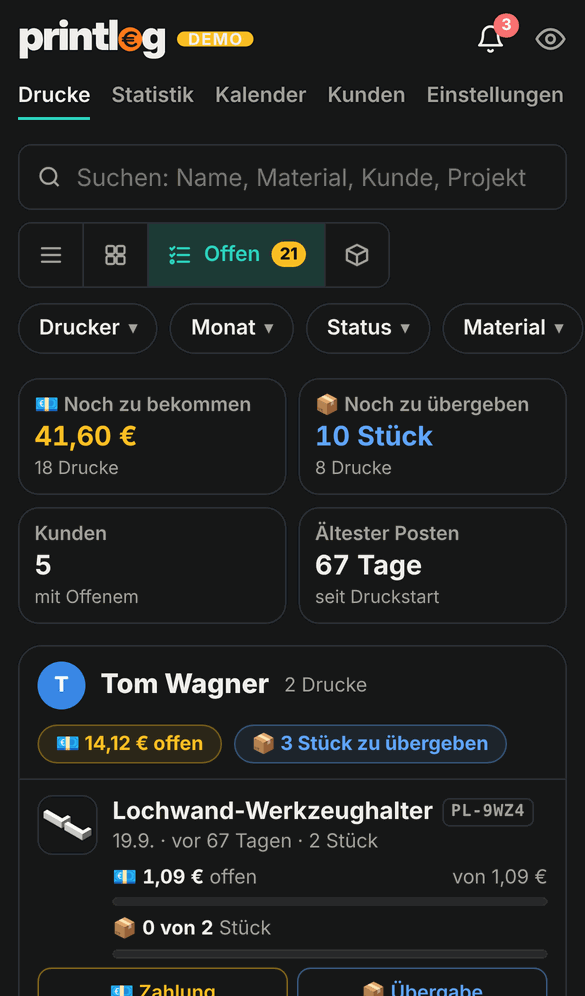 printl€g DEMO 3
Drucke Statistik Kalender Kunden Einstellungen
Suchen: Name, Material, Kunde, Projekt
Offen 21
Drucker ▾ Monat ▾ Status ▾ Material ▾
💶 Noch zu bekommen
41,60 €
18 Drucke
📦 Noch zu übergeben
10 Stück
8 Drucke
Kunden
5
mit Offenem
Ältester Posten
67 Tage
seit Druckstart
T Tom Wagner 2 Drucke
💶 14,12 € offen 📦 3 Stück zu übergeben
Lochwand-Werkzeughalter PL-9WZ4
19.9. · vor 67 Tagen · 2 Stück
💶 1,09 € offen von 1,09 €
📦 0 von 2 Stück
💶 Zahlung 📦 Übergabe